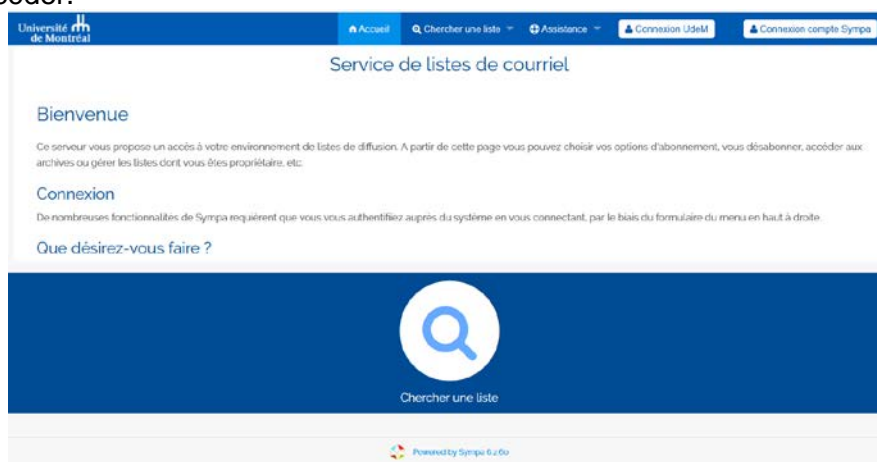 Université
de Montréal
Accueil Chercher une liste Assistance Connexion UdeM Connexion compte Sympa
Service de listes de courriel
Bienvenue
Ce serveur vous propose un accès à votre environnement de listes de diffusion. A partir de cette page vous pouvez choisir vos options d'abonnement, vous désabonner, accéder aux
archives ou gérer les listes dont vous êtes propriétaire, etc.
Connexion
De nombreuses fonctionnalités de Sympa requièrent que vous vous authentifiiez auprès du système en vous connectant, par le biais du formulaire du menu en haut à droite.
Que désirez-vous faire ?
Chercher une liste
Powered by Sympa 6.2.60